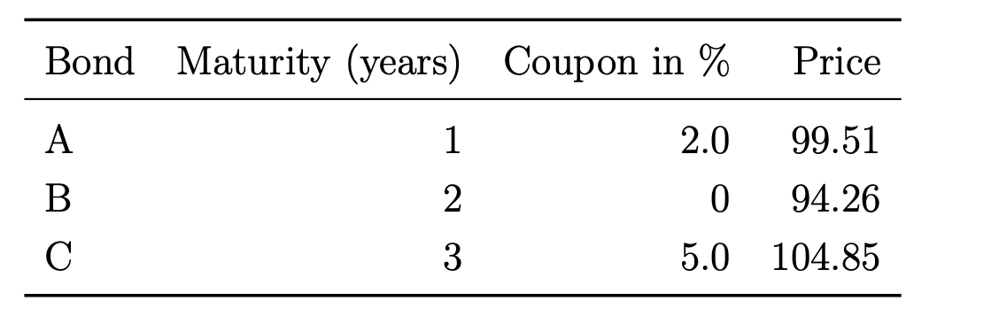 Bond Maturity (years) Coupon in % Price
A 1 2.0 99.51
B 2 0 94.26
C 3 5.0 104.85